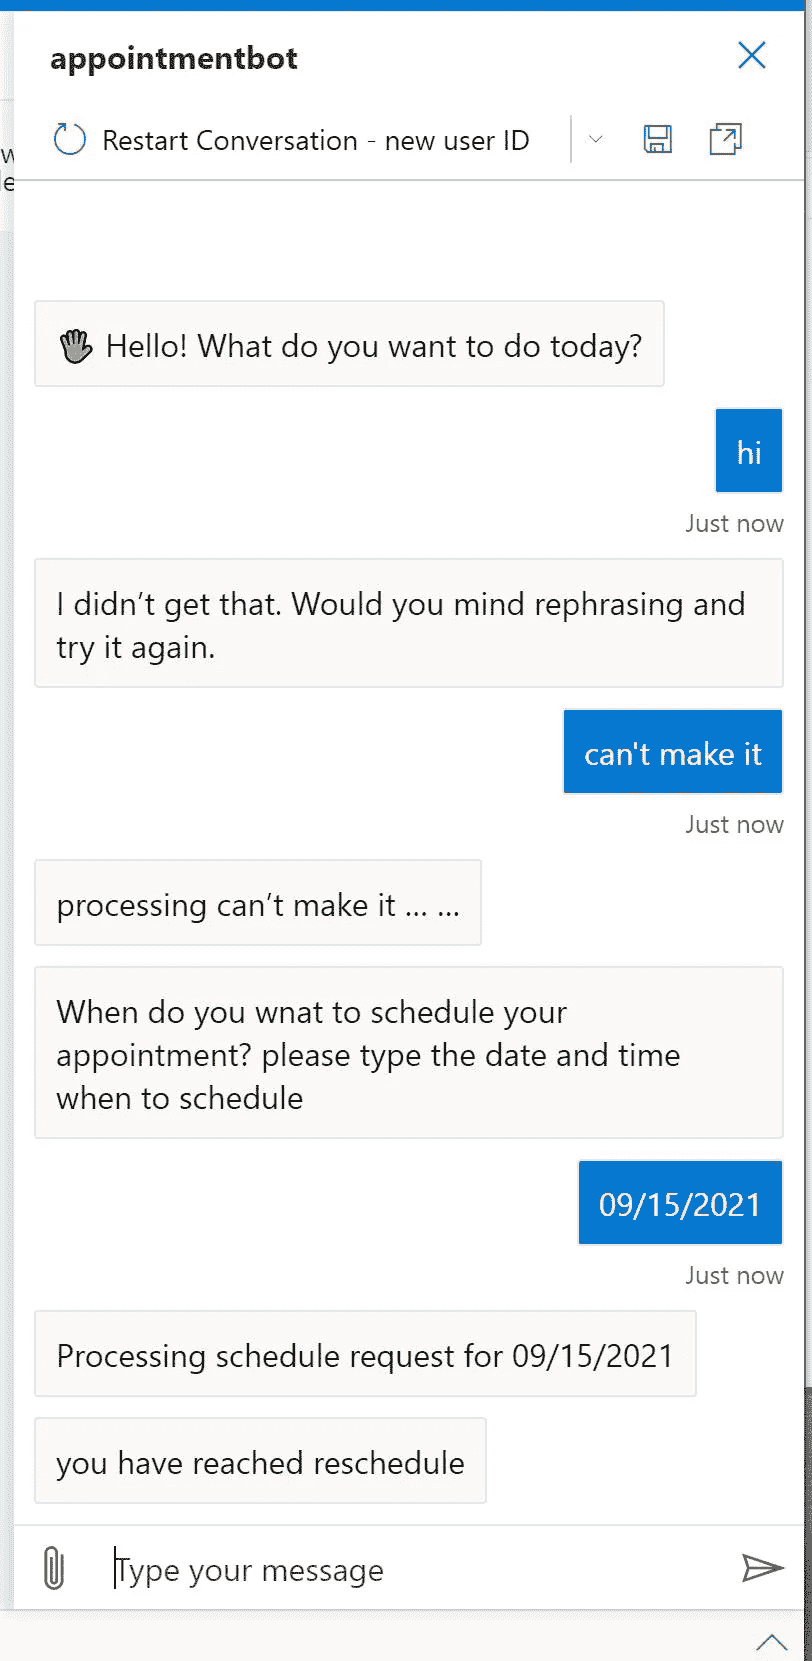 appointmentbot
Restart Conversation - new user ID
👋 Hello! What do you want to do today?
hi
Just now
I didn’t get that. Would you mind rephrasing and
try it again.
can't make it
Just now
processing can’t make it ... ...
When do you wnat to schedule your
appointment? please type the date and time
when to schedule
09/15/2021
Just now
Processing schedule request for 09/15/2021
you have reached reschedule
Type your message